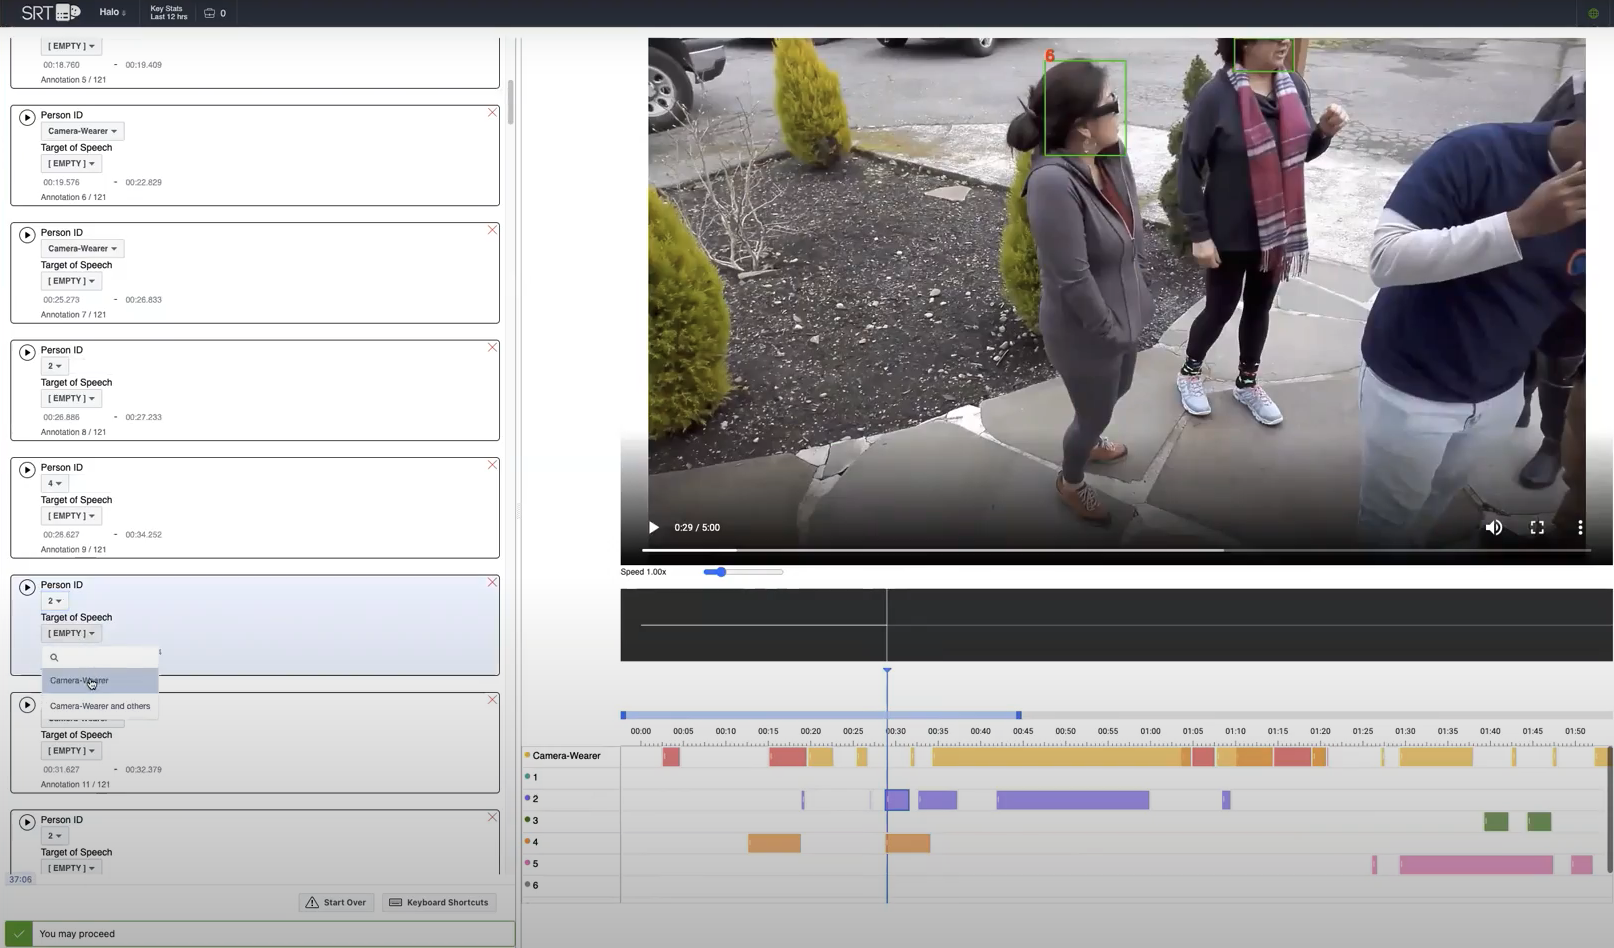 SRT
Halo
Key Stats
Last 12 hrs
0
[ EMPTY ]
00:18.760 - 00:19.409
Annotation 5 / 121
Person ID
Camera-Wearer
Target of Speech
[ EMPTY ]
00:19.576 - 00:22.829
Annotation 6 / 121
Person ID
Camera-Wearer
Target of Speech
[ EMPTY ]
00:25.273 - 00:26.833
Annotation 7 / 121
Person ID
2
Target of Speech
[ EMPTY ]
00:26.886 - 00:27.233
Annotation 8 / 121
Person ID
4
Target of Speech
[ EMPTY ]
00:28.627 - 00:34.252
Annotation 9 / 121
Person ID
2
Target of Speech
[ EMPTY ]
Camera-Wearer
Camera-Wearer and others
Target of Speech
[ EMPTY ]
00:31.627 - 00:32.379
Annotation 11 / 121
Person ID
2
Target of Speech
[ EMPTY ]
37:06
Start Over
Keyboard Shortcuts
You may proceed
6
0:29 / 5:00
Speed 1.00x
00:00 00:05 00:10 00:15 00:20 00:25 00:30 00:35 00:40 00:45 00:50 00:55 01:00 01:05 01:10 01:15 01:20 01:25 01:30 01:35 01:40 01:45 01:50
Camera-Wearer
1
2
3
4
5
6